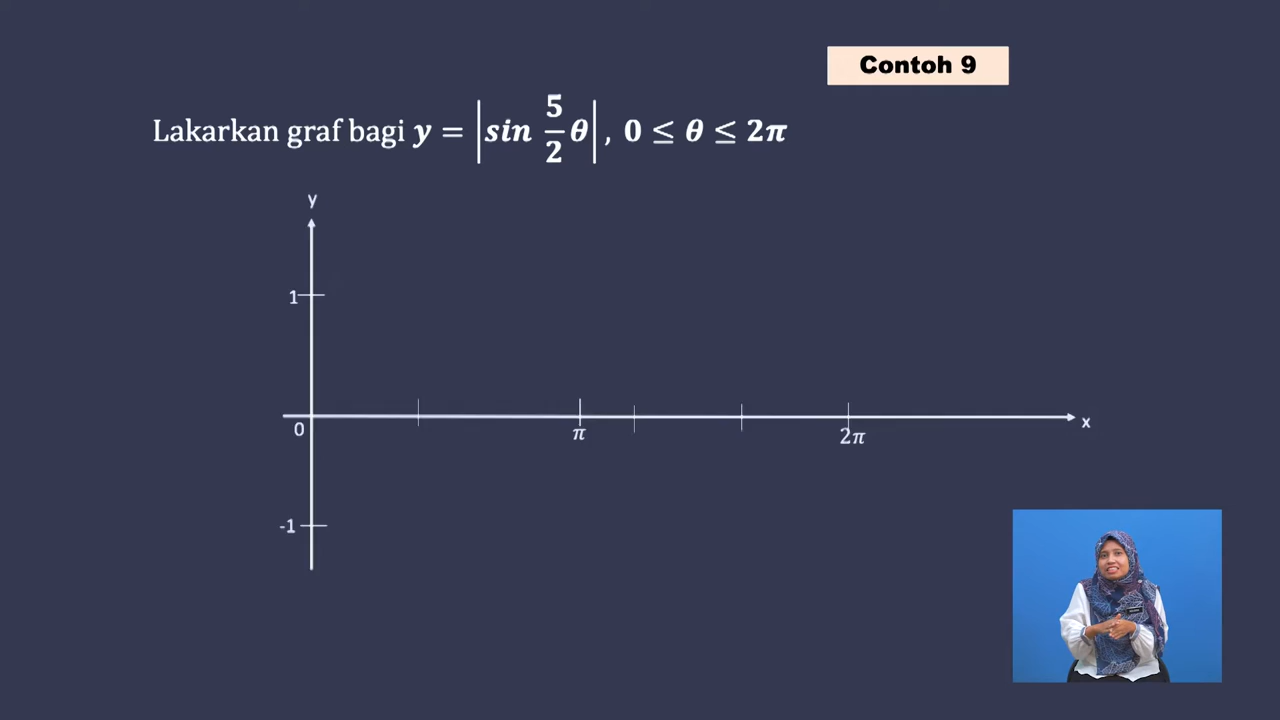 Contoh 9
Lakarkan graf bagi y = |sin 5/2 θ|, 0 ≤ θ ≤ 2π
y
1
0
π
2π
x
-1